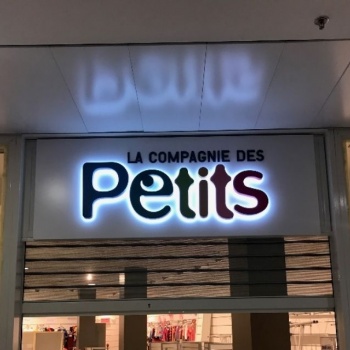 LA COMPAGNIE DES
Petits